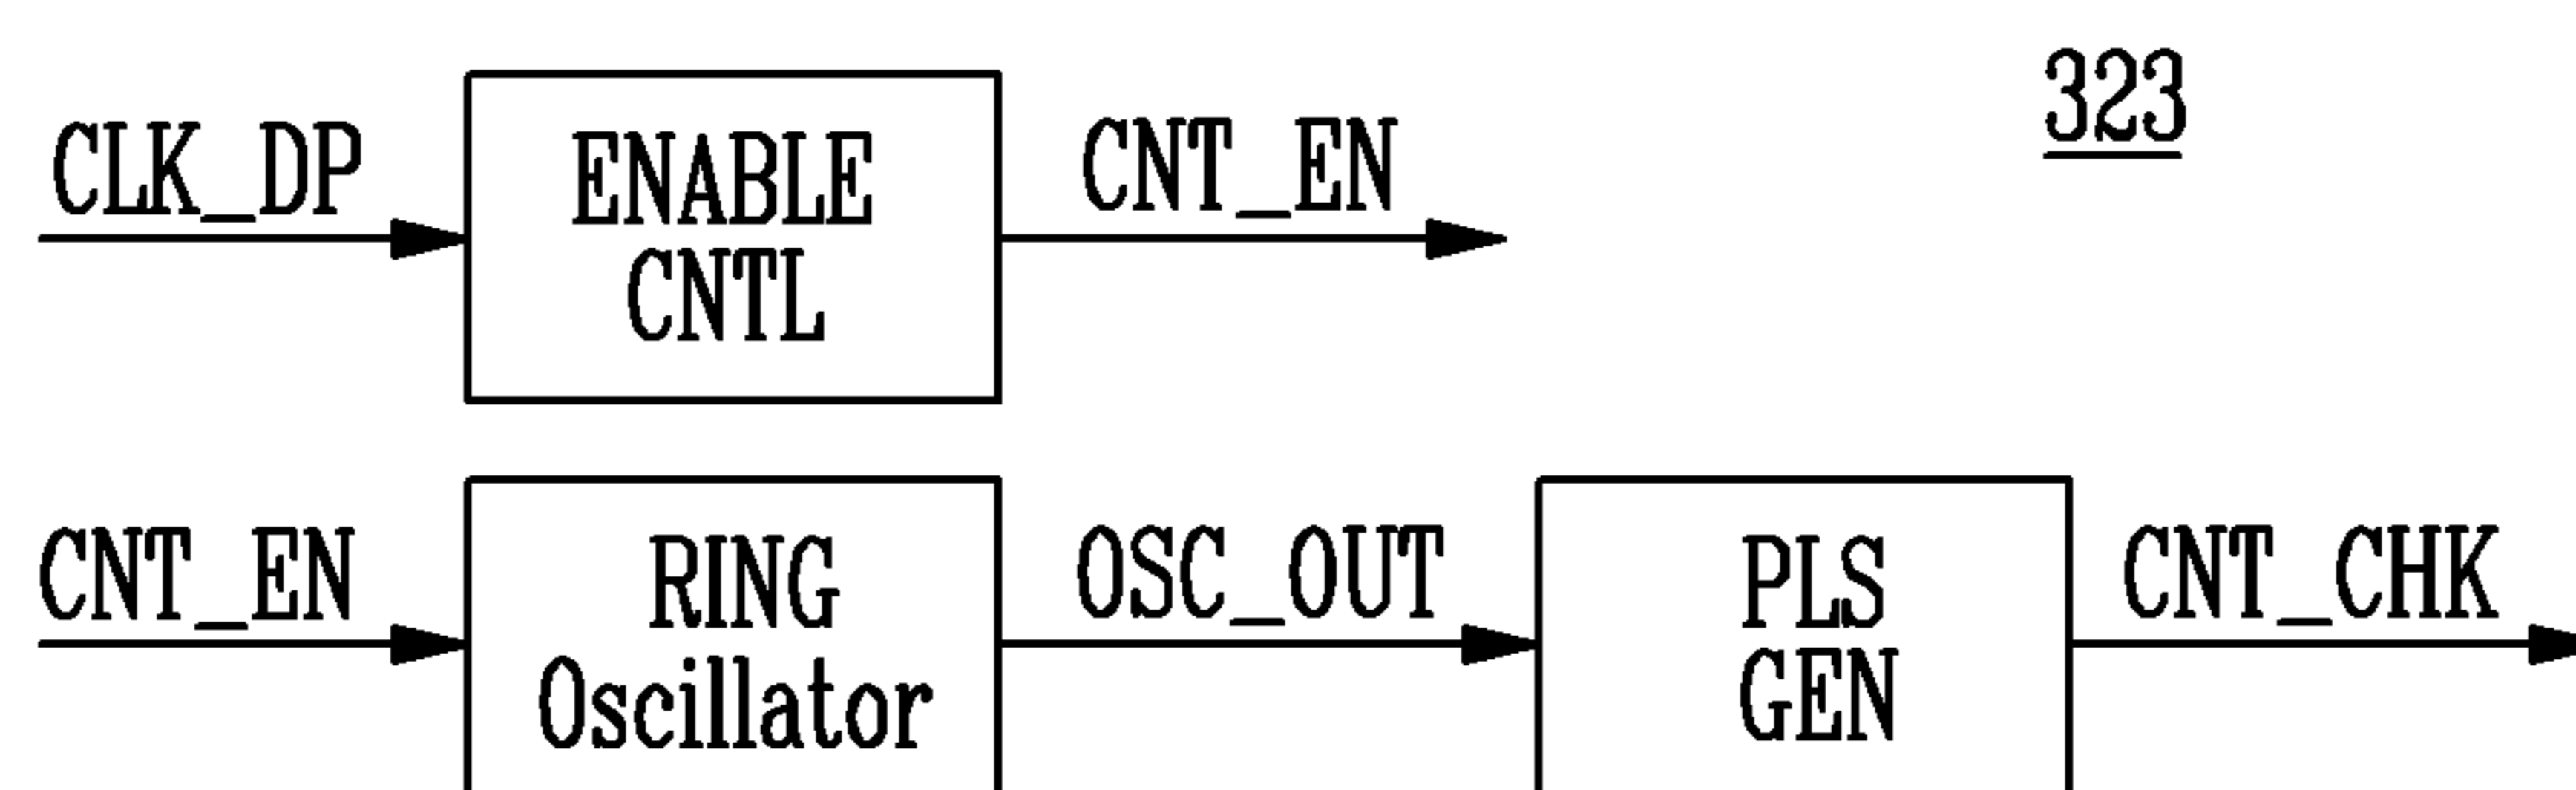 323
CLK_DP
ENABLE
CNTL
CNT_EN
CNT_EN
RING
Oscillator
OSC_OUT
PLS
GEN
CNT_CHK